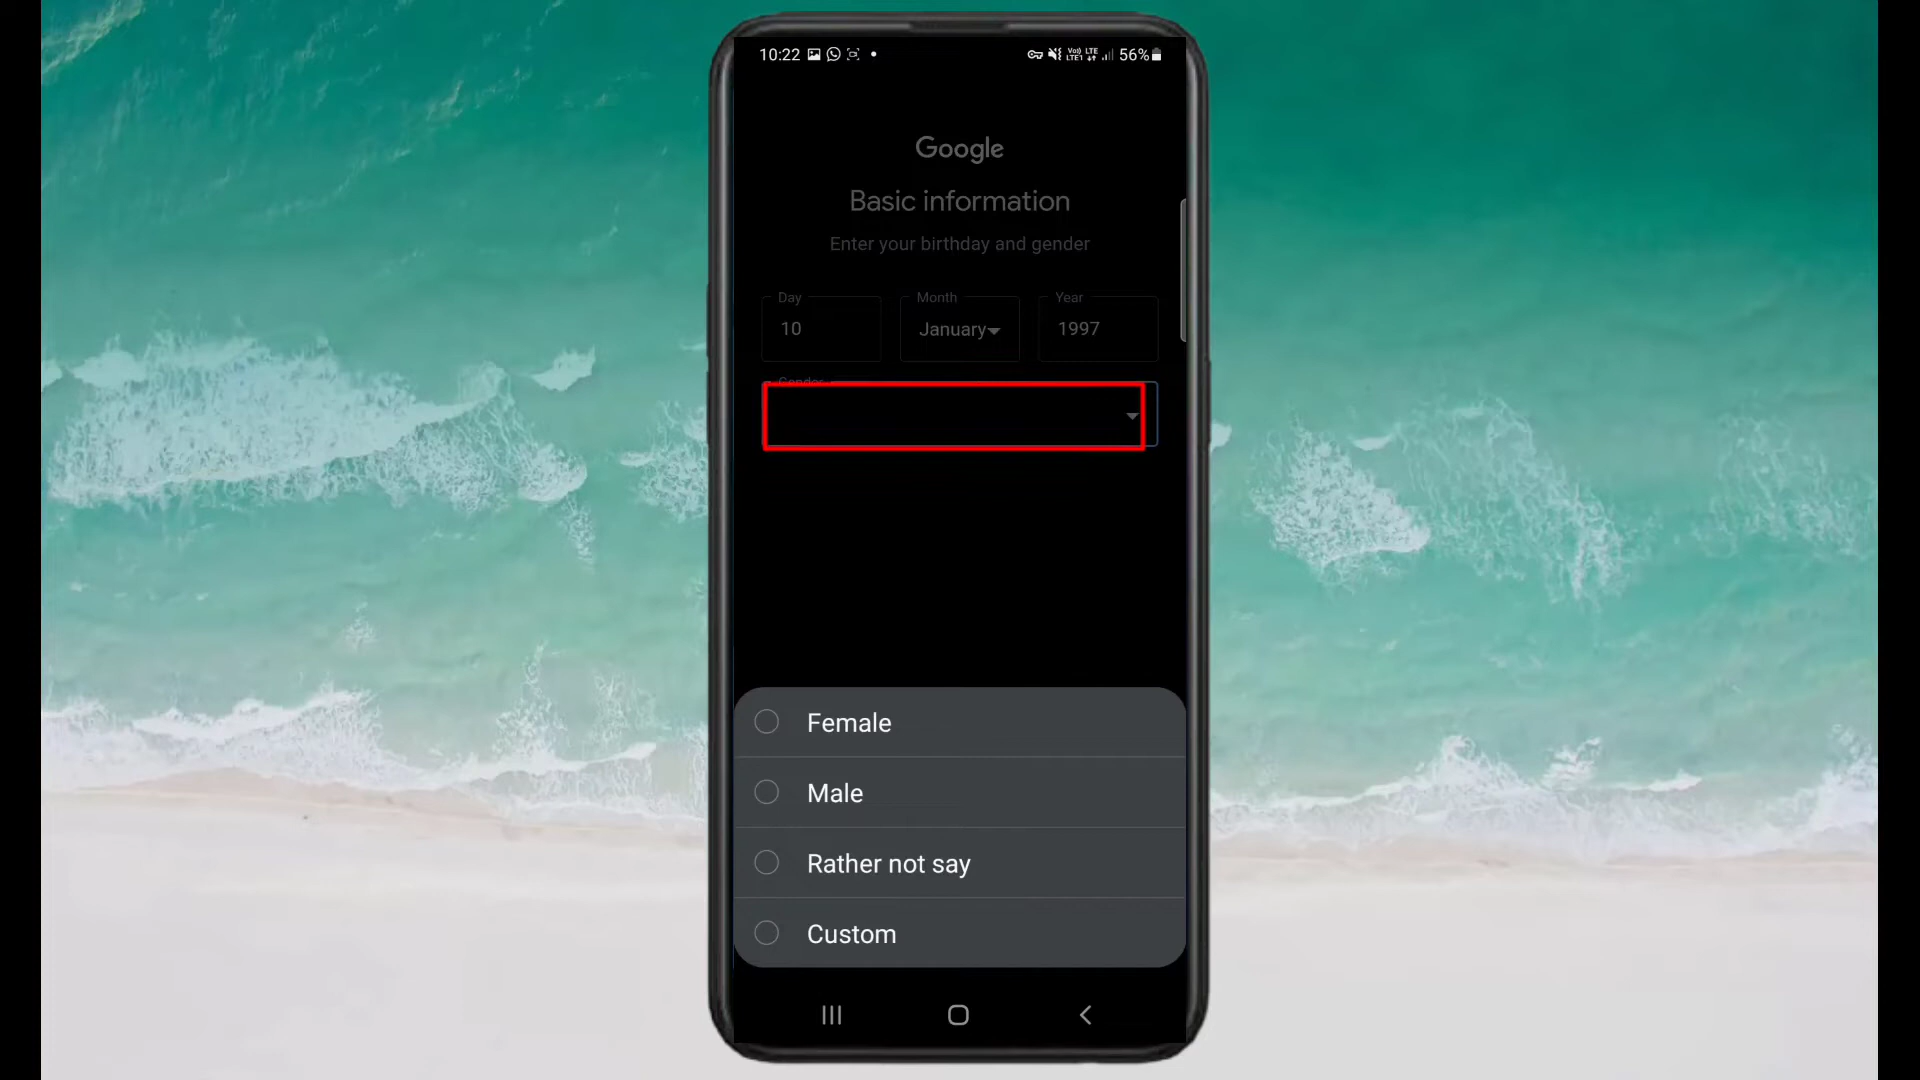 10:22
56%
Google
Basic information
Enter your birthday and gender
Day
Month
Year
10
January
1997
Gender
Female
Male
Rather not say
Custom